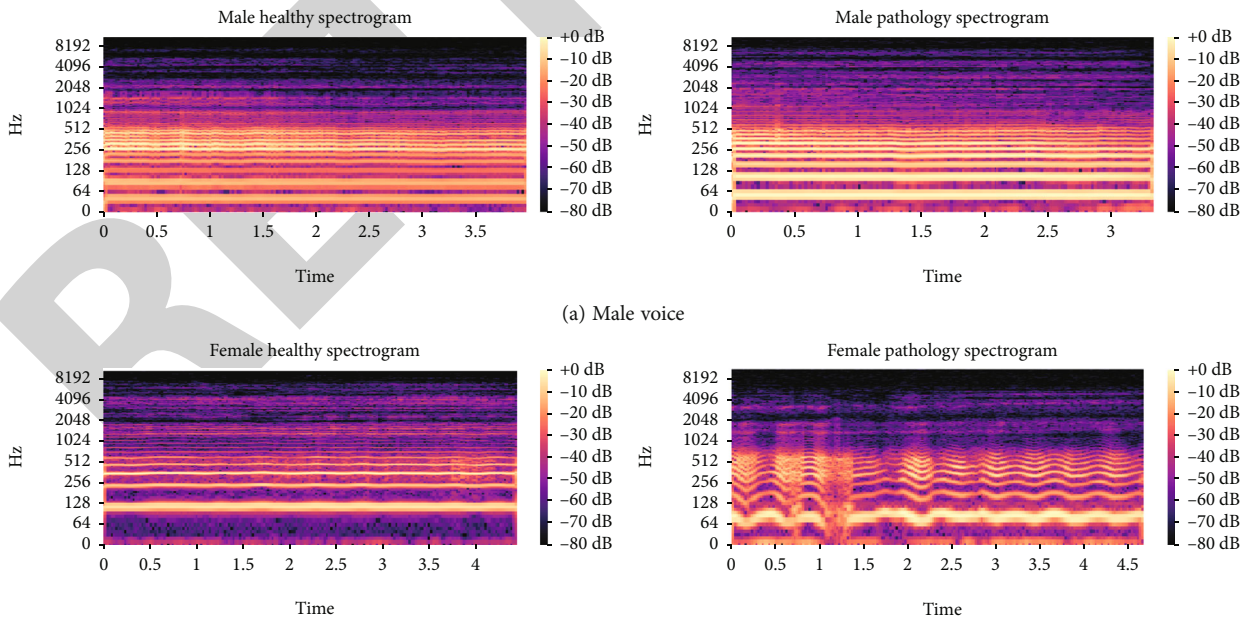 Male healthy spectrogram
8192
4096
2048
1024
512
256
128
64
0
Hz
0 0.5 1 1.5 2 2.5 3 3.5
Time
+0 dB
–10 dB
–20 dB
–30 dB
–40 dB
–50 dB
–60 dB
–70 dB
–80 dB
Male pathology spectrogram
8192
4096
2048
1024
512
256
128
64
0
Hz
0 0.5 1 1.5 2 2.5 3
Time
+0 dB
–10 dB
–20 dB
–30 dB
–40 dB
–50 dB
–60 dB
–70 dB
–80 dB
(a) Male voice
Female healthy spectrogram
8192
4096
2048
1024
512
256
128
64
0
Hz
0 0.5 1 1.5 2 2.5 3 3.5 4
Time
+0 dB
–10 dB
–20 dB
–30 dB
–40 dB
–50 dB
–60 dB
–70 dB
–80 dB
Female pathology spectrogram
8192
4096
2048
1024
512
256
128
64
0
Hz
0 0.5 1 1.5 2 2.5 3 3.5 4 4.5
Time
+0 dB
–10 dB
–20 dB
–30 dB
–40 dB
–50 dB
–60 dB
–70 dB
–80 dB